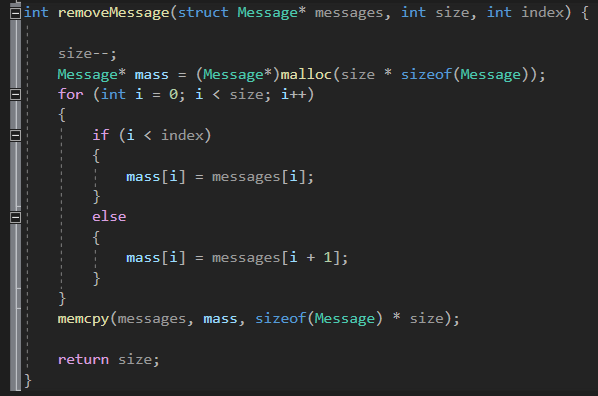 int removeMessage(struct Message* messages, int size, int index) {
size--;
Message* mass = (Message*)malloc(size * sizeof(Message));
for (int i = 0; i < size; i++)
{
if (i < index)
{
mass[i] = messages[i];
}
else
{
mass[i] = messages[i + 1];
}
}
memcpy(messages, mass, sizeof(Message) * size);
return size;
}